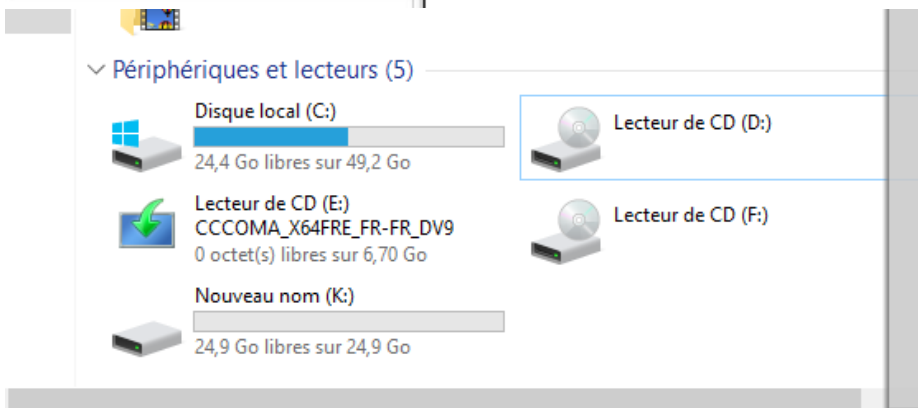 Périphériques et lecteurs (5)
Disque local (C:)
24,4 Go libres sur 49,2 Go
Lecteur de CD (D:)
Lecteur de CD (E:)
CCCOMA_X64FRE_FR-FR_DV9
0 octet(s) libres sur 6,70 Go
Lecteur de CD (F:)
Nouveau nom (K:)
24,9 Go libres sur 24,9 Go